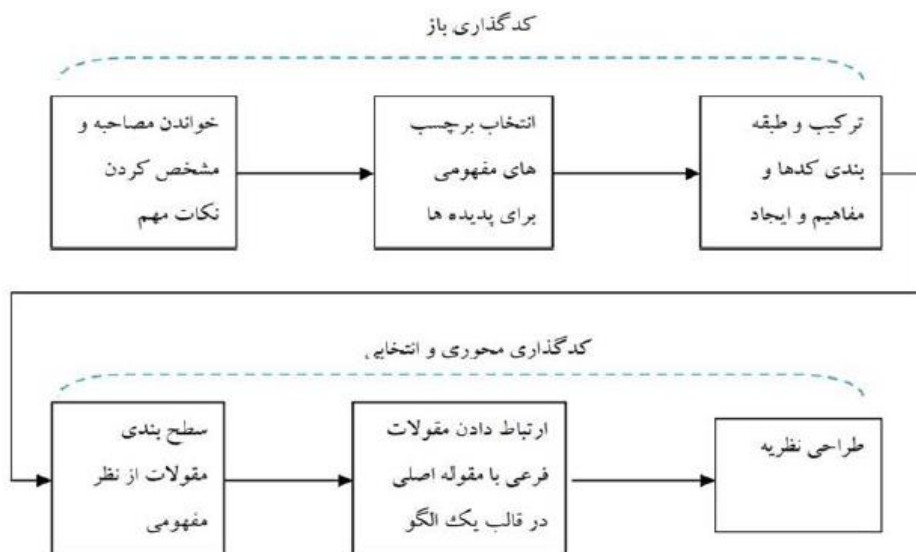 کدگذاری باز
خواندن مصاحبه و
مشخص کردن
نکات مهم
انتخاب برچسب
های مفهومی
برای پدیده ها
ترکیب و طبقه
بندی کدها و
مفاهیم و ایجاد
کدگذاری محوری و انتخابی
سطح بندی
مقولات از نظر
مفهومی
ارتباط دادن مقولات
فرعی با مقوله اصلی
در قالب یک الگو
طراحی نظریه